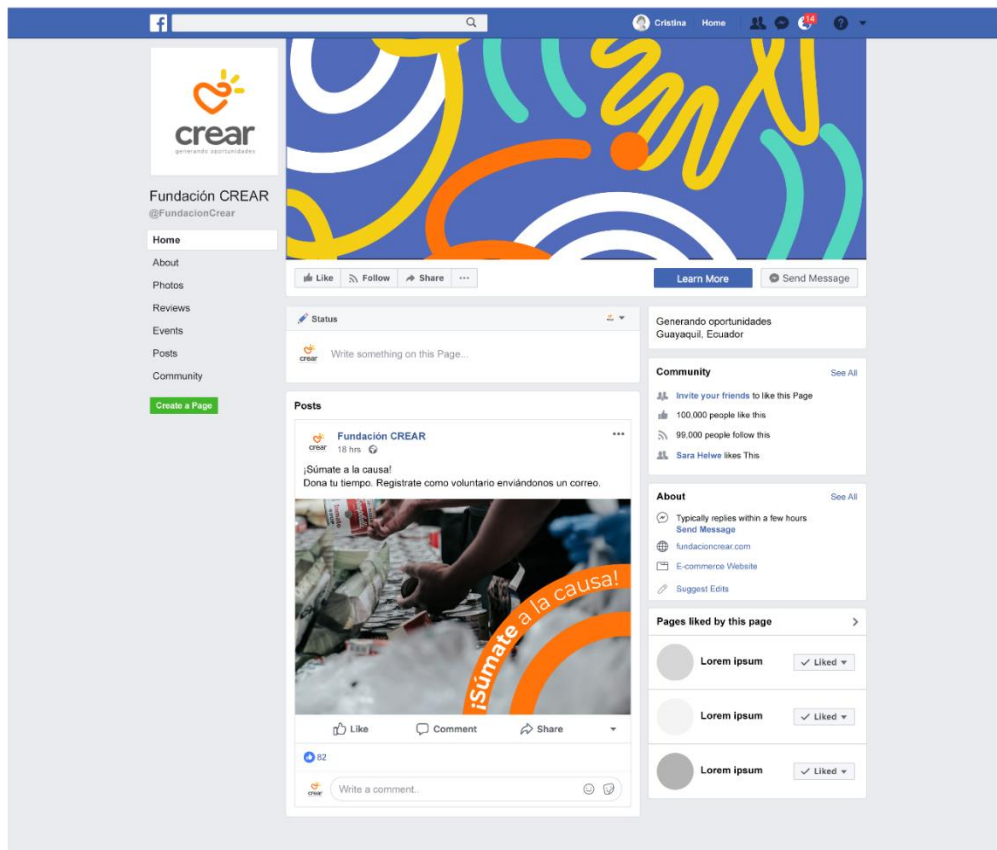 f
Cristina Home 14 ?
crear
generando oportunidades
Fundación CREAR
@FundacionCrear
Home
About
Photos
Reviews
Events
Posts
Community
Create a Page
Like Follow Share ...
Learn More Send Message
Status
crear Write something on this Page...
Posts
crear
Fundación CREAR
18 hrs
¡Súmate a la causa!
Dona tu tiempo. Registrate como voluntario enviándonos un correo.
¡Súmate a la causa!
Like Comment Share
82
crear Write a comment..
Generando oportunidades
Guayaquil, Ecuador
Community See All
Invite your friends to like this Page
100.000 people like this
99,000 people follow this
Sara Helwe likes This
About See All
Typically replies within a few hours
Send Message
fundacioncrear.com
E-commerce Website
Suggest Edits
Pages liked by this page
Lorem ipsum Liked
Lorem ipsum Liked
Lorem ipsum Liked